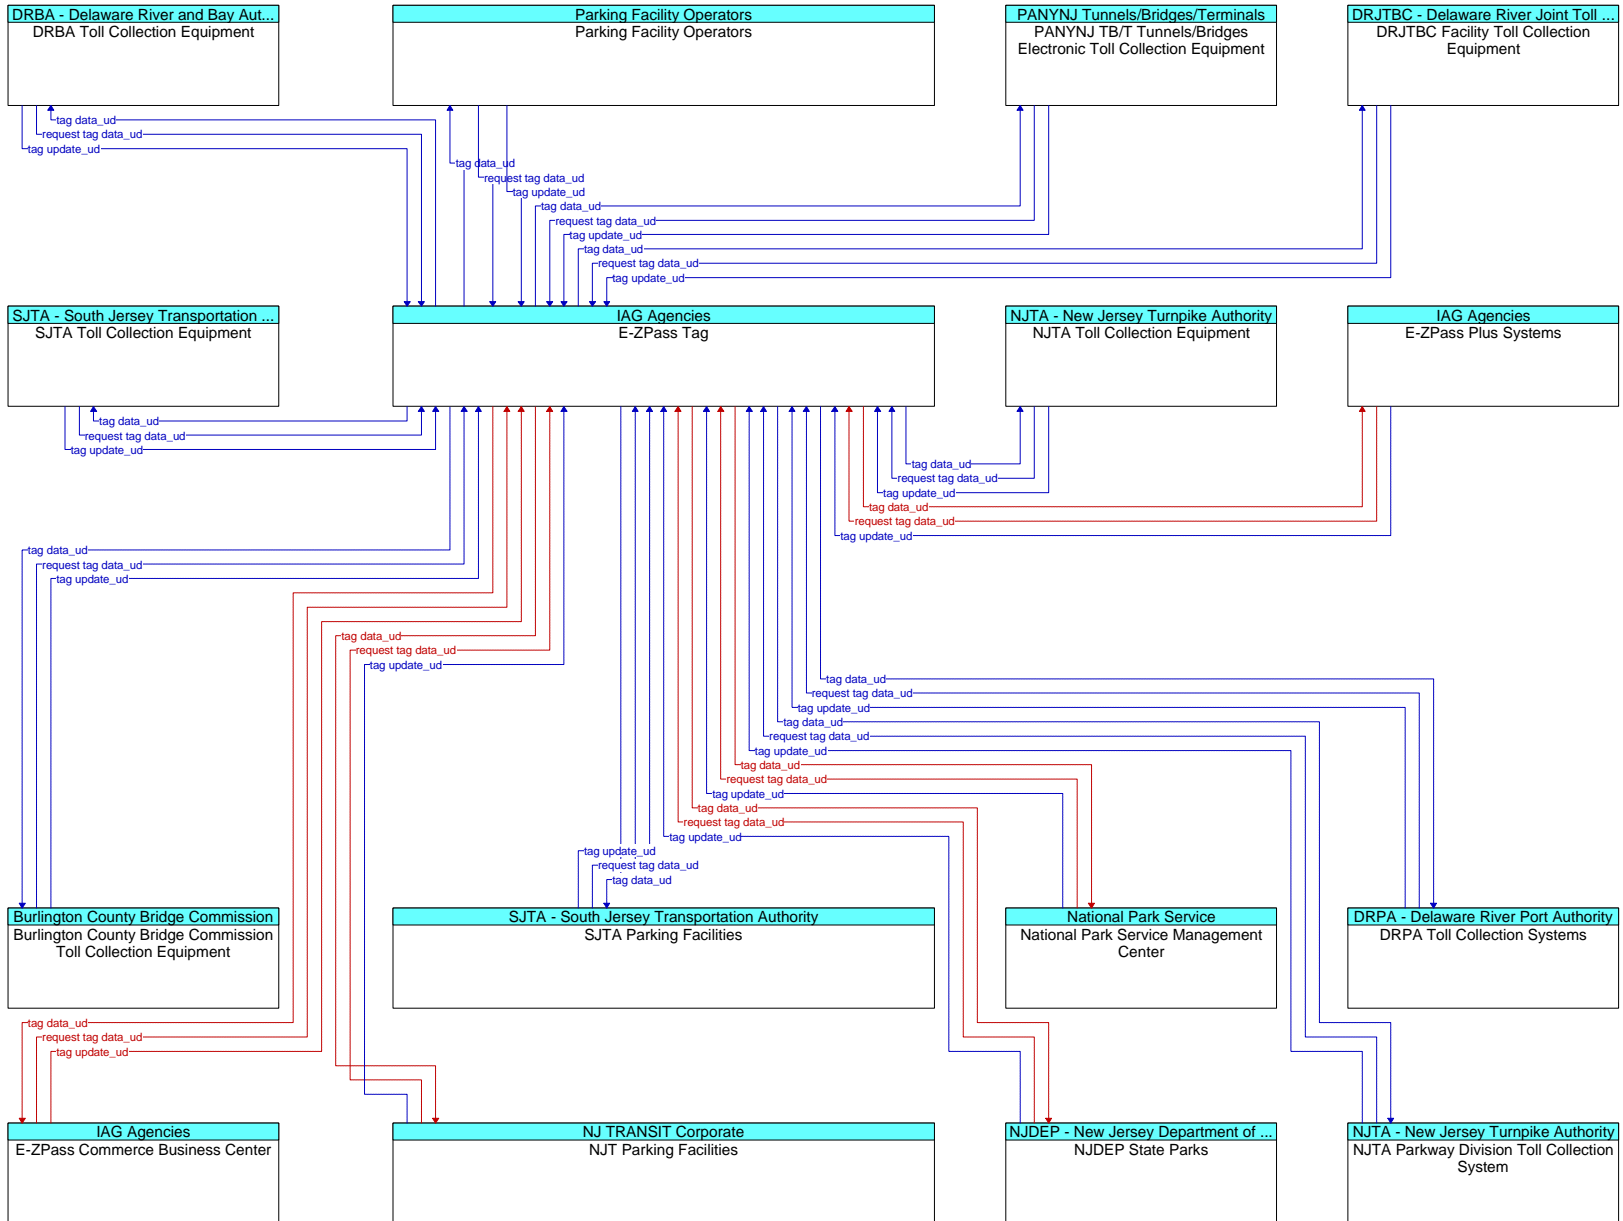 DRBA - Delaware River and Bay Aut...
DRBA Toll Collection Equipment
Parking Facility Operators
Parking Facility Operators
PANYNJ Tunnels/Bridges/Terminals
PANYNJ TB/T Tunnels/Bridges
Electronic Toll Collection Equipment
DRJTBC - Delaware River Joint Toll ...
DRJTBC Facility Toll Collection
Equipment
tag data_ud
request tag data_ud
tag update_ud
tag data_ud
request tag data_ud
tag update_ud
tag data_ud
request tag data_ud
tag update_ud
tag data_ud
request tag data_ud
tag update_ud
SJTA - South Jersey Transportation ...
SJTA Toll Collection Equipment
IAG Agencies
E-ZPass Tag
NJTA - New Jersey Turnpike Authority
NJTA Toll Collection Equipment
IAG Agencies
E-ZPass Plus Systems
tag data_ud
request tag data_ud
tag update_ud
tag data_ud
request tag data_ud
tag update_ud
tag data_ud
request tag data_ud
tag update_ud
tag data_ud
request tag data_ud
tag update_ud
tag data_ud
request tag data_ud
tag update_ud
tag data_ud
request tag data_ud
tag update_ud
tag data_ud
request tag data_ud
tag update_ud
tag data_ud
request tag data_ud
tag update_ud
tag data_ud
request tag data_ud
tag update_ud
tag update_ud
request tag data_ud
tag data_ud
Burlington County Bridge Commission
Burlington County Bridge Commission
Toll Collection Equipment
SJTA - South Jersey Transportation Authority
SJTA Parking Facilities
National Park Service
National Park Service Management
Center
DRPA - Delaware River Port Authority
DRPA Toll Collection Systems
tag data_ud
request tag data_ud
tag update_ud
IAG Agencies
E-ZPass Commerce Business Center
NJ TRANSIT Corporate
NJT Parking Facilities
NJDEP - New Jersey Department of ...
NJDEP State Parks
NJTA - New Jersey Turnpike Authority
NJTA Parkway Division Toll Collection
System